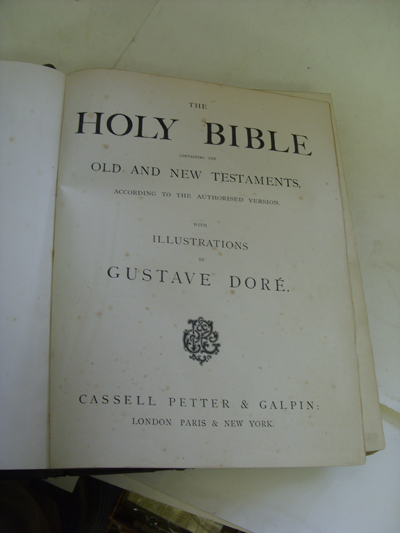 THE
HOLY BIBLE
CONTAINING THE
OLD AND NEW TESTAMENTS,
ACCORDING TO THE AUTHORISED VERSION.
WITH
ILLUSTRATIONS
BY
GUSTAVE DORÉ.
CASSELL PETTER & GALPIN:
LONDON PARIS & NEW YORK.